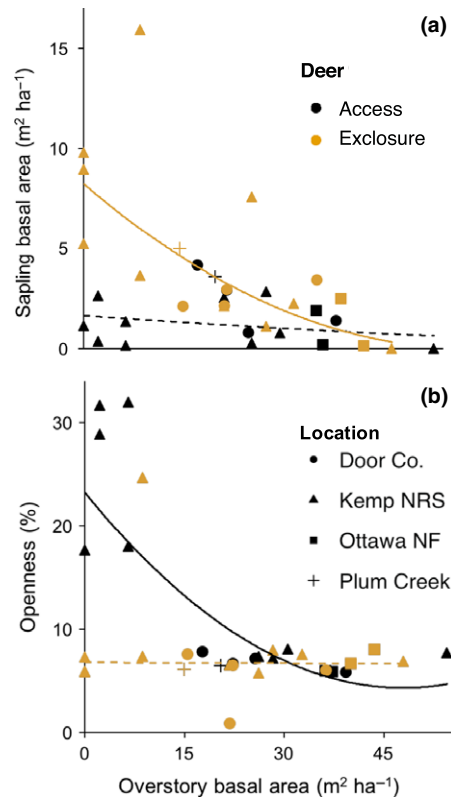 (a)
Sapling basal area (m² ha⁻¹)
15
10
5
0
Deer
Access
Exclosure
(b)
Openness (%)
30
20
10
0
Location
Door Co.
Kemp NRS
Ottawa NF
Plum Creek
0 15 30 45
Overstory basal area (m² ha⁻¹)